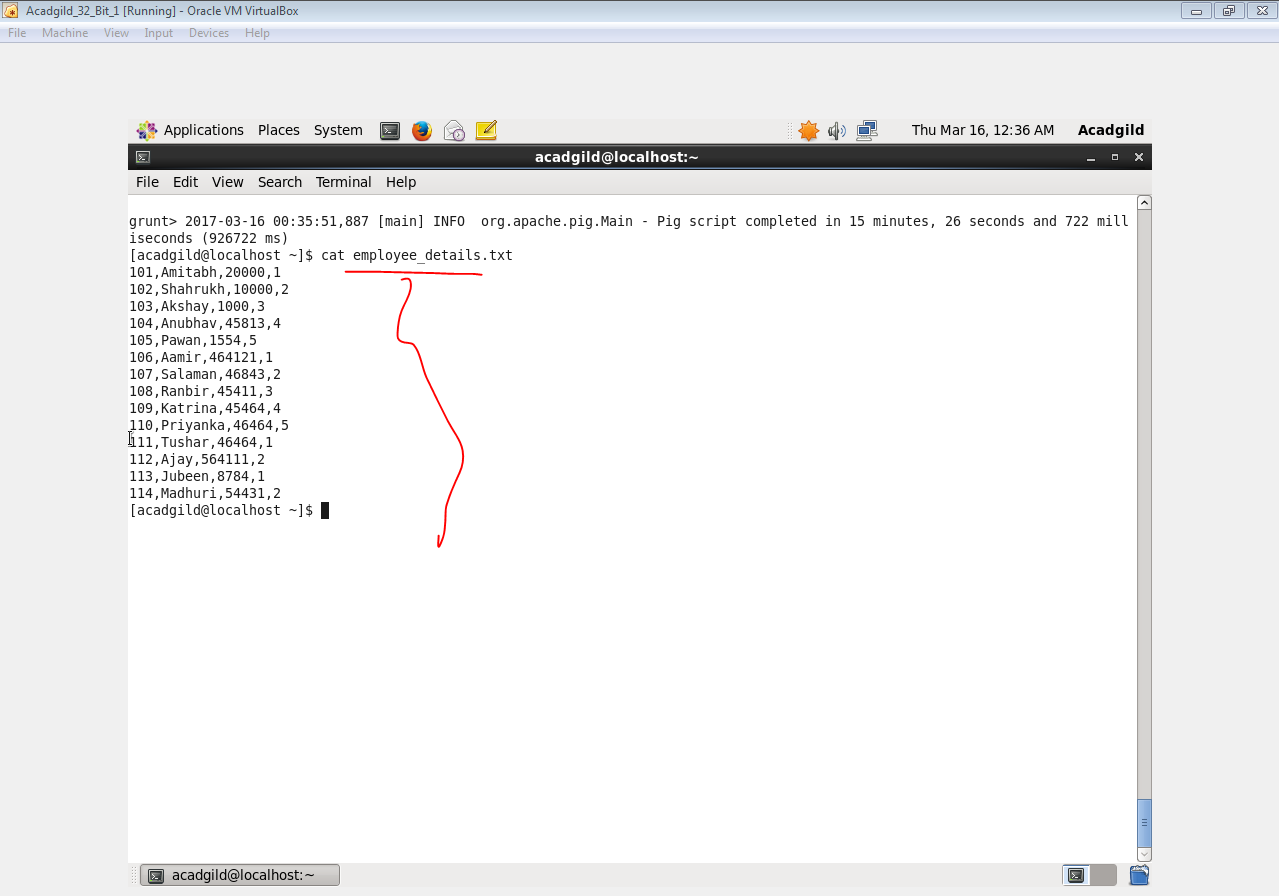 Acadgild_32_Bit_1 [Running] - Oracle VM VirtualBox
File Machine View Input Devices Help
Applications Places System Thu Mar 16, 12:36 AM Acadgild
acadgild@localhost:~
File Edit View Search Terminal Help
grunt> 2017-03-16 00:35:51,887 [main] INFO  org.apache.pig.Main - Pig script completed in 15 minutes, 26 seconds and 722 mill
iseconds (926722 ms)
[acadgild@localhost ~]$ cat employee_details.txt
101,Amitabh,20000,1
102,Shahrukh,10000,2
103,Akshay,1000,3
104,Anubhav,45813,4
105,Pawan,1554,5
106,Aamir,464121,1
107,Salaman,46843,2
108,Ranbir,45411,3
109,Katrina,45464,4
110,Priyanka,46464,5
111,Tushar,46464,1
112,Ajay,564111,2
113,Jubeen,8784,1
114,Madhuri,54431,2
[acadgild@localhost ~]$
acadgild@localhost:~